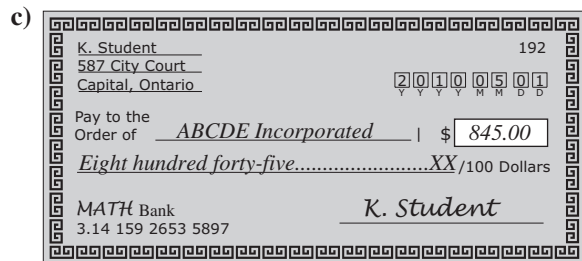 c)
K. Student 192
587 City Court
Capital, Ontario 2 0 1 0 0 5 0 1
Y Y Y Y M M D D
Pay to the
Order of ABCDE Incorporated $ 845.00
Eight hundred forty-five.......................XX/100 Dollars
MATH Bank K. Student
3.14 159 2653 5897